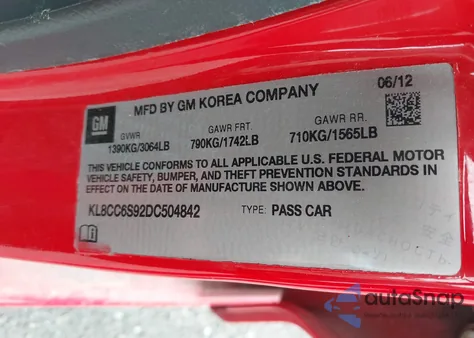 MFD BY GM KOREA COMPANY 06/12
GM
GVWR GAWR FRT. GAWR RR.
1390KG/3064LB 790KG/1742LB 710KG/1565LB
THIS VEHICLE CONFORMS TO ALL APPLICABLE U.S. FEDERAL MOTOR
VEHICLE SAFETY, BUMPER, AND THEFT PREVENTION STANDARDS IN
EFFECT ON THE DATE OF MANUFACTURE SHOWN ABOVE.
KL8CC6S92DC504842 TYPE: PASS CAR
autoSnap